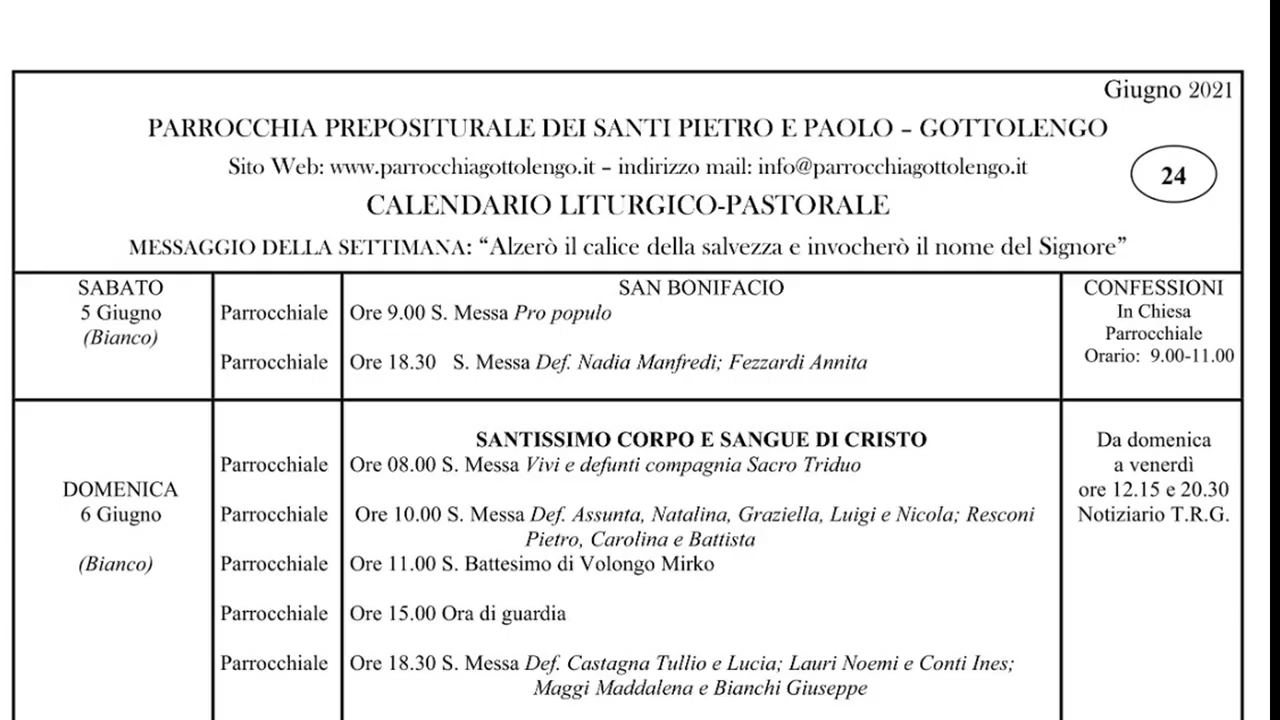 Giugno 2021
PARROCCHIA PREPOSITURALE DEI SANTI PIETRO E PAOLO – GOTTOLENGO
Sito Web: www.parrocchiagottolengo.it – indirizzo mail: info@parrocchiagottolengo.it
24
CALENDARIO LITURGICO-PASTORALE
MESSAGGIO DELLA SETTIMANA: “Alzerò il calice della salvezza e invocherò il nome del Signore”
SABATO
5 Giugno
(Bianco)
SAN BONIFACIO
Parrocchiale Ore 9.00 S. Messa Pro populo
Parrocchiale Ore 18.30 S. Messa Def. Nadia Manfredi; Fezzardi Annita
CONFESSIONI
In Chiesa
Parrocchiale
Orario: 9.00-11.00
DOMENICA
6 Giugno
(Bianco)
SANTISSIMO CORPO E SANGUE DI CRISTO
Parrocchiale Ore 08.00 S. Messa Vivi e defunti compagnia Sacro Triduo
Parrocchiale Ore 10.00 S. Messa Def. Assunta, Natalina, Graziella, Luigi e Nicola; Resconi
Pietro, Carolina e Battista
Parrocchiale Ore 11.00 S. Battesimo di Volongo Mirko
Parrocchiale Ore 15.00 Ora di guardia
Parrocchiale Ore 18.30 S. Messa Def. Castagna Tullio e Lucia; Lauri Noemi e Conti Ines;
Maggi Maddalena e Bianchi Giuseppe
Da domenica
a venerdì
ore 12.15 e 20.30
Notiziario T.R.G.